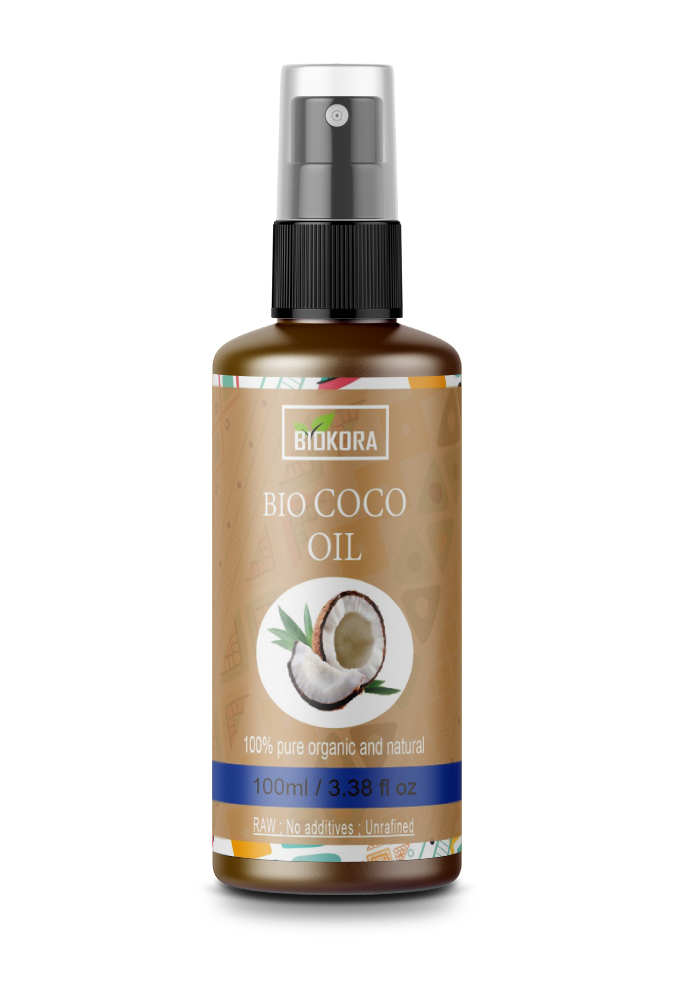 BIOKORA
BIO COCO
OIL
100% pure organic and natural
100ml / 3.38 fl oz
RAW ; No additives ; Unrafined